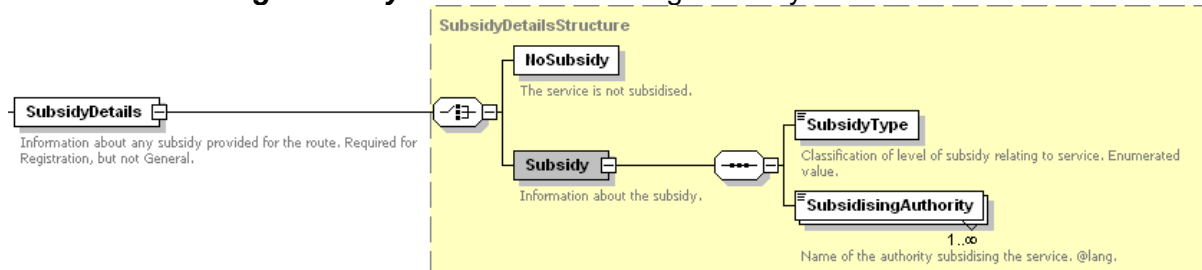 SubsidyDetailsStructure
NoSubsidy
The service is not subsidised.
SubsidyDetails
Information about any subsidy provided for the route. Required for
Registration, but not General.
SubsidyType
Classification of level of subsidy relating to service. Enumerated
value.
Subsidy
Information about the subsidy.
SubsidisingAuthority
1..∞
Name of the authority subsidising the service. @lang.